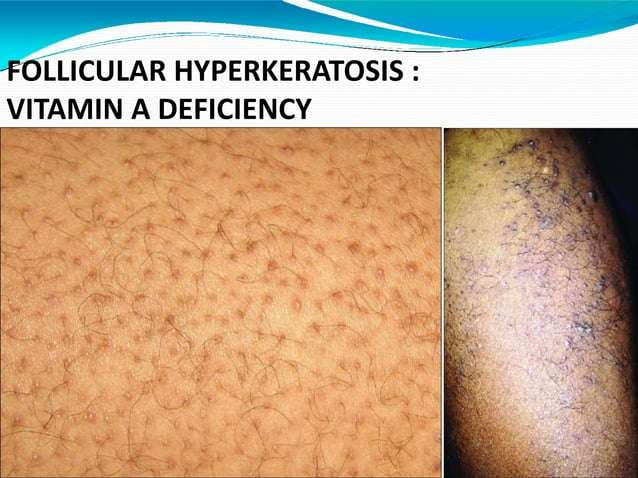 FOLLICULAR HYPERKERATOSIS :
VITAMIN A DEFICIENCY